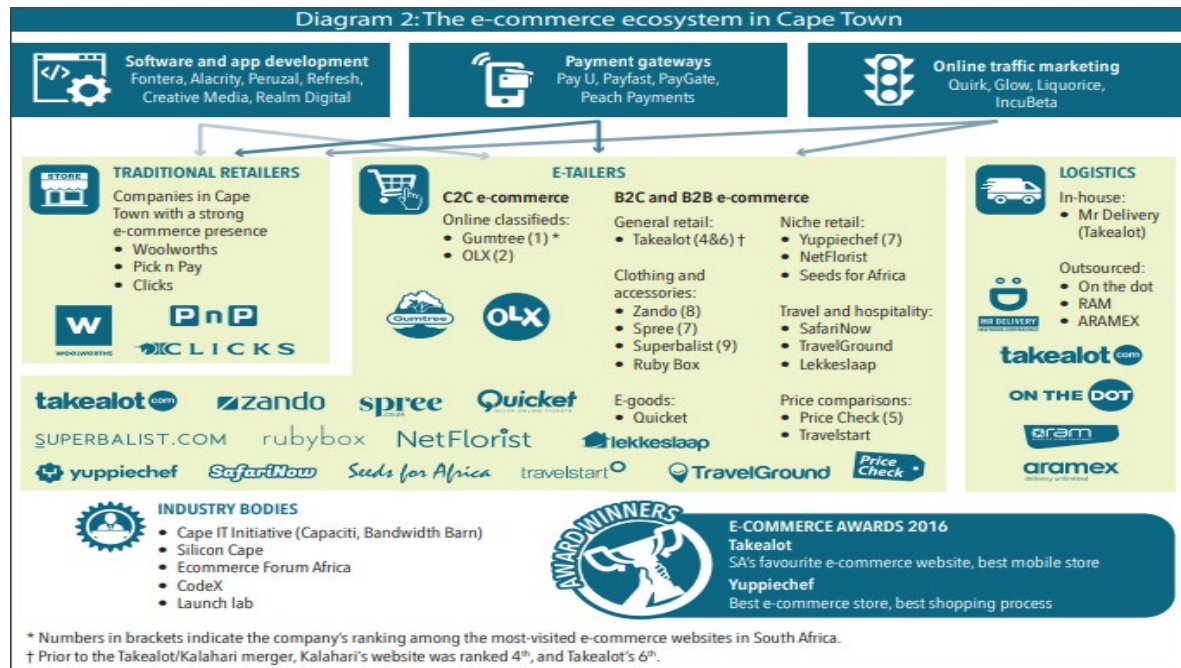 Diagram 2: The e-commerce ecosystem in Cape Town
Software and app development
Fontera, Alacrity, Peruzal, Refresh,
Creative Media, Realm Digital
Payment gateways
Pay U, Payfast, PayGate,
Peach Payments
Online traffic marketing
Quirk, Glow, Liquorice,
IncuBeta
STORE
TRADITIONAL RETAILERS
Companies in Cape
Town with a strong
e-commerce presence
• Woolworths
• Pick n Pay
• Clicks
W
WOOLWORTHS
PnP
CLICKS
E-TAILERS
C2C e-commerce
Online classifieds:
• Gumtree (1) *
• OLX (2)
Gumtree
OLX
B2C and B2B e-commerce
General retail:
• Takealot (4&6) †
Clothing and
accessories:
• Zando (8)
• Spree (7)
• Superbalist (9)
• Ruby Box
E-goods:
• Quicket
Niche retail:
• Yuppiechef (7)
• NetFlorist
• Seeds for Africa
Travel and hospitality:
• SafariNow
• TravelGround
• Lekkeslaap
Price comparisons:
• Price Check (5)
• Travelstart
takealot.com
zando
spree
.CO.ZA
Quicket
SUPERBALIST.COM
rubybox
NetFlorist
lekkeslaap
yuppiechef
SafariNow
Seeds for Africa
travelstart
TravelGround
Price
Check
LOGISTICS
In-house:
• Mr Delivery
(Takealot)
Outsourced:
• On the dot
• RAM
• ARAMEX
MR DELIVERY
takealot.com
ON THE DOT
ram
aramex
delivery unlimited
INDUSTRY BODIES
• Cape IT Initiative (Capaciti, Bandwidth Barn)
• Silicon Cape
• Ecommerce Forum Africa
• CodeX
• Launch lab
AWARD WINNERS
E-COMMERCE AWARDS 2016
Takealot
SA's favourite e-commerce website, best mobile store
Yuppiechef
Best e-commerce store, best shopping process
* Numbers in brackets indicate the company's ranking among the most-visited e-commerce websites in South Africa.
† Prior to the Takealot/Kalahari merger, Kalahari's website was ranked 4th, and Takealot's 6th.